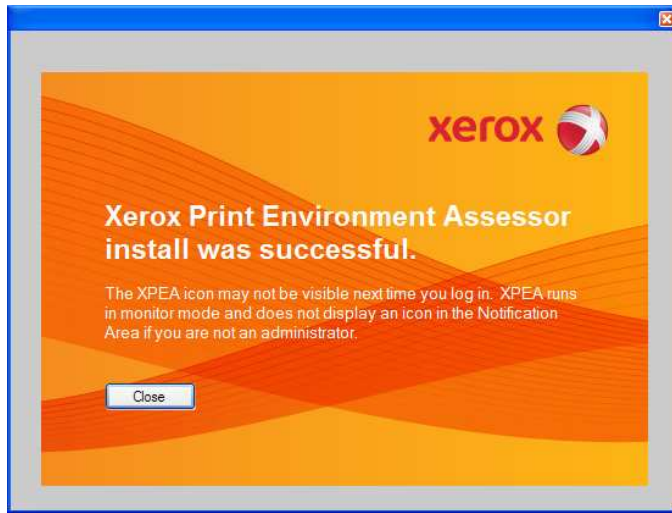 xerox
Xerox Print Environment Assessor
install was successful.
The XPEA icon may not be visible next time you log in.  XPEA runs
in monitor mode and does not display an icon in the Notification
Area if you are not an administrator.
Close